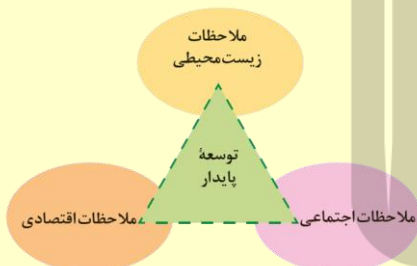 ملاحظات
زیست‌محیطی
توسعهٔ
پایدار
ملاحظات اجتماعی
ملاحظات اقتصادی